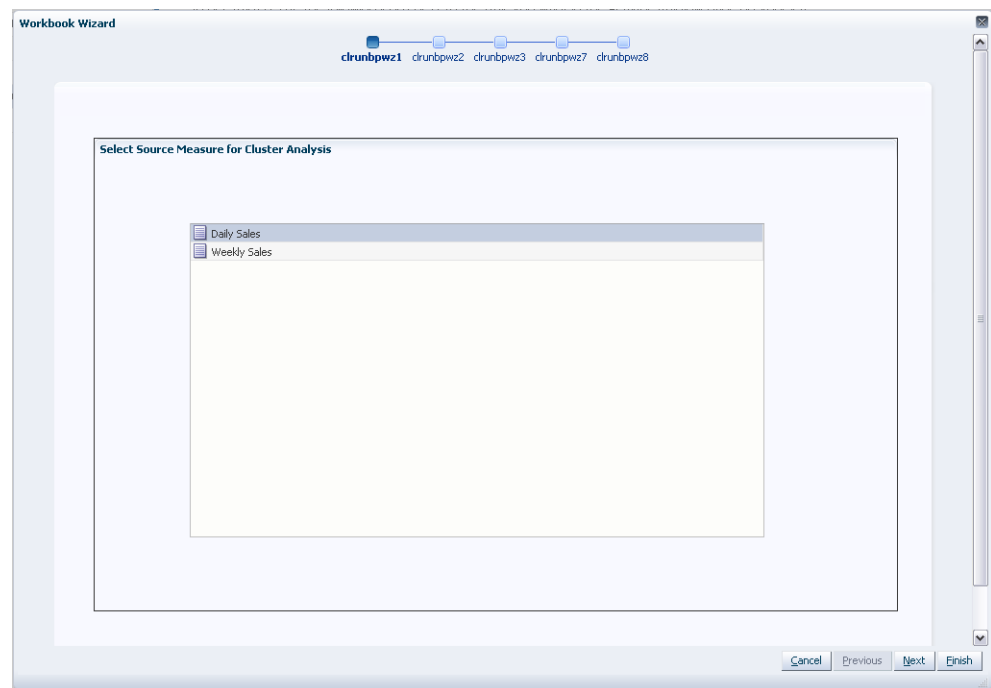 Workbook Wizard
clrunbpwz1 clrunbpwz2 clrunbpwz3 clrunbpwz7 clrunbpwz8
Select Source Measure for Cluster Analysis
Daily Sales
Weekly Sales
Cancel Previous Next Finish